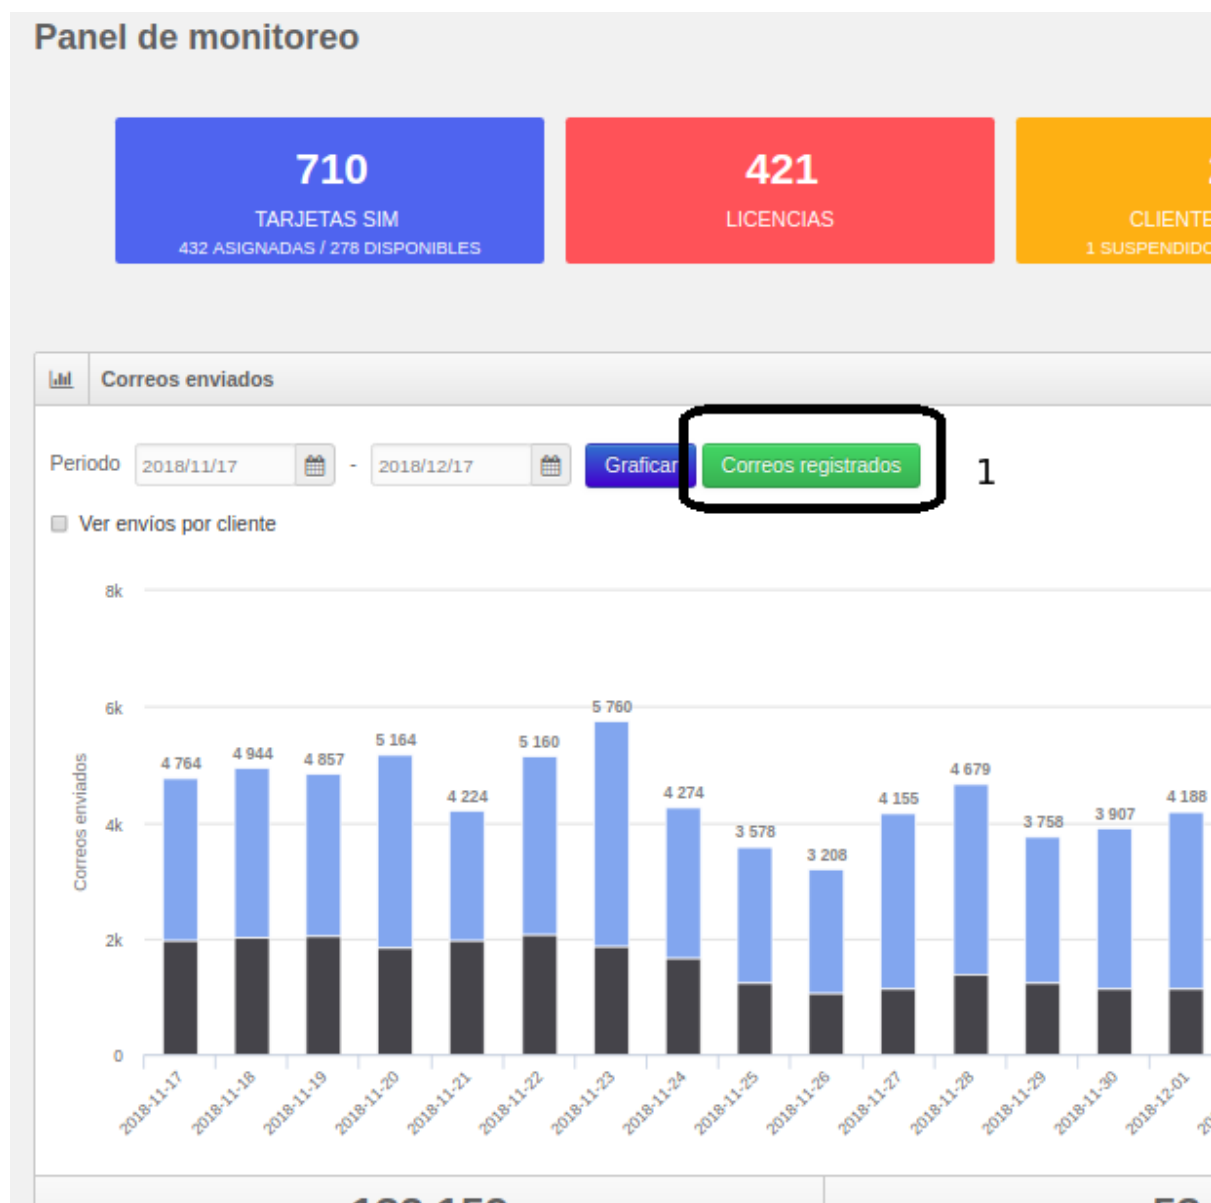 Panel de monitoreo
710
TARJETAS SIM
432 ASIGNADAS / 278 DISPONIBLES
421
LICENCIAS
Correos enviados
Periodo 2018/11/17 - 2018/12/17 Graficar Correos registrados 1
Ver envíos por cliente
8k
6k
4k
2k
0
Correos enviados
4 764
4 944
4 857
5 164
4 224
5 160
5 760
4 274
3 578
3 208
4 155
4 679
3 758
3 907
4 188
2018-11-17
2018-11-18
2018-11-19
2018-11-20
2018-11-21
2018-11-22
2018-11-23
2018-11-24
2018-11-25
2018-11-26
2018-11-27
2018-11-28
2018-11-29
2018-11-30
2018-12-01